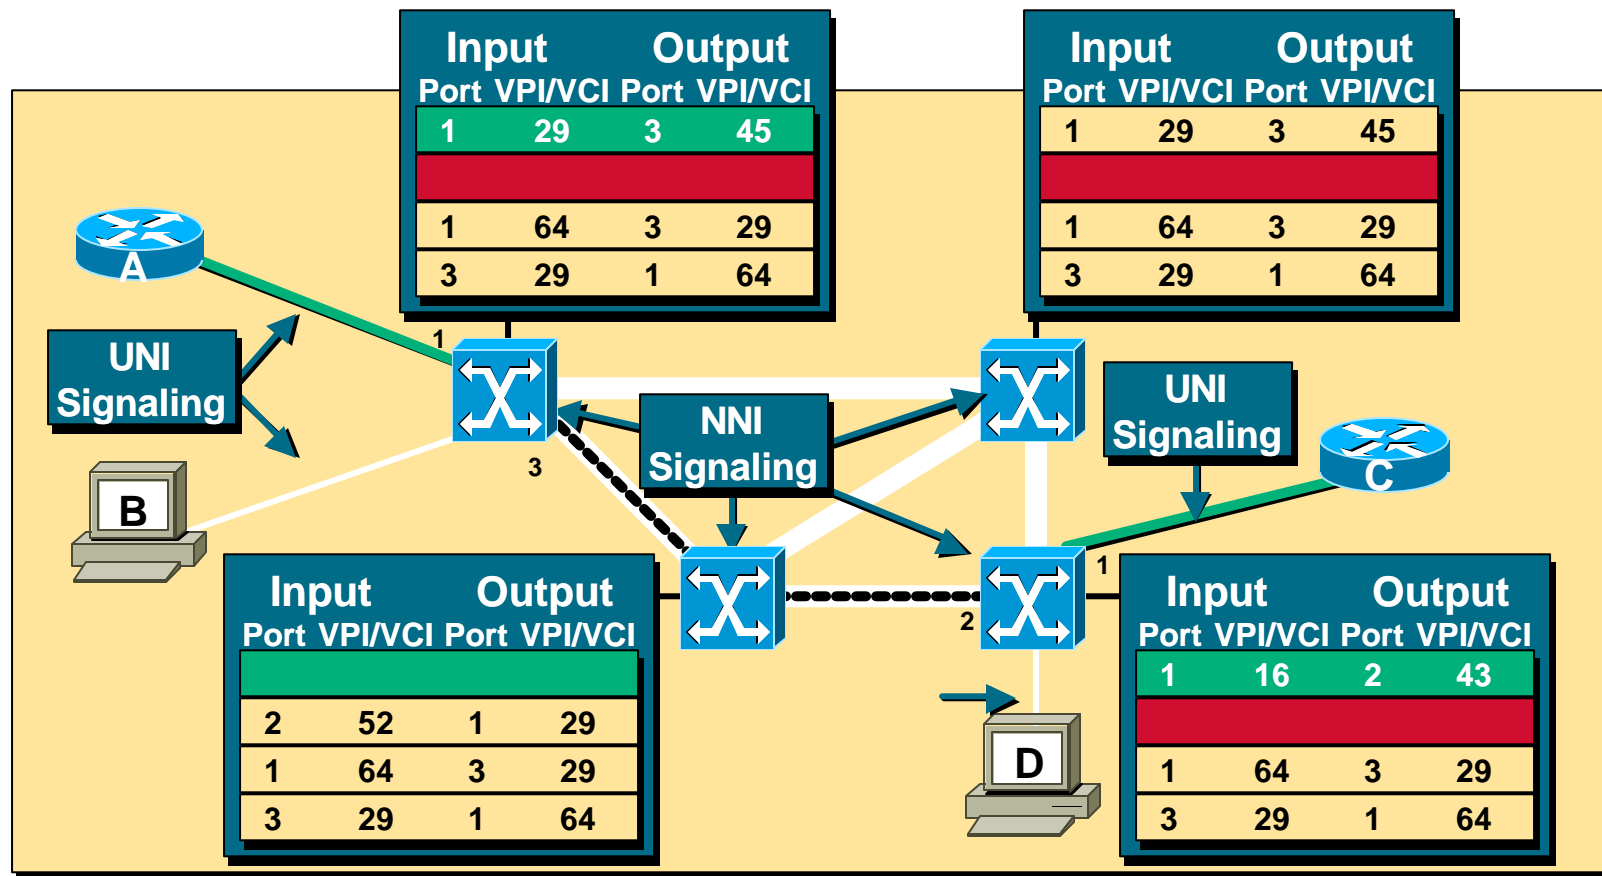 Input Output
Port VPI/VCI Port VPI/VCI
1 29 3 45
1 64 3 29
3 29 1 64
Input Output
Port VPI/VCI Port VPI/VCI
1 29 3 45
1 64 3 29
3 29 1 64
A
UNI
Signaling
1
3
B
NNI
Signaling
UNI
Signaling
C
1
2
Input Output
Port VPI/VCI Port VPI/VCI
2 52 1 29
1 64 3 29
3 29 1 64
D
Input Output
Port VPI/VCI Port VPI/VCI
1 16 2 43
1 64 3 29
3 29 1 64